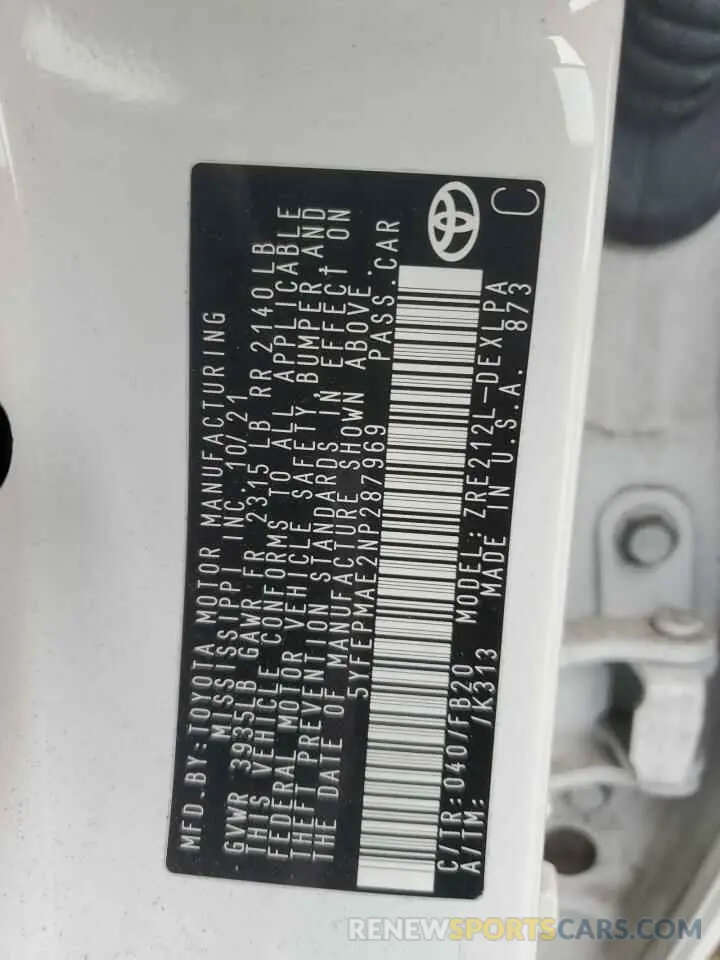 MFD.BY:TOYOTA MOTOR MANUFACTURING
MISSISSIPPI INC.10/21
GVWR 3935LB GAWR FR 2315 LB RR 2140LB
THIS VEHICLE CONFORMS TO ALL APPLICABLE
FEDERAL MOTOR VEHICLE SAFETY, BUMPER AND
THEFT PREVENTION STANDARDS IN EFFECT ON
THE DATE OF MANUFACTURE SHOWN ABOVE.
5YFEPMAE2NP287969 PASS.CAR
C/TR:040/FB20 MODEL:ZRE212L-DEXLPA
A/TM: /K313 MADE IN U.S.A. 873
C
RENEWSPORTSCARS.COM